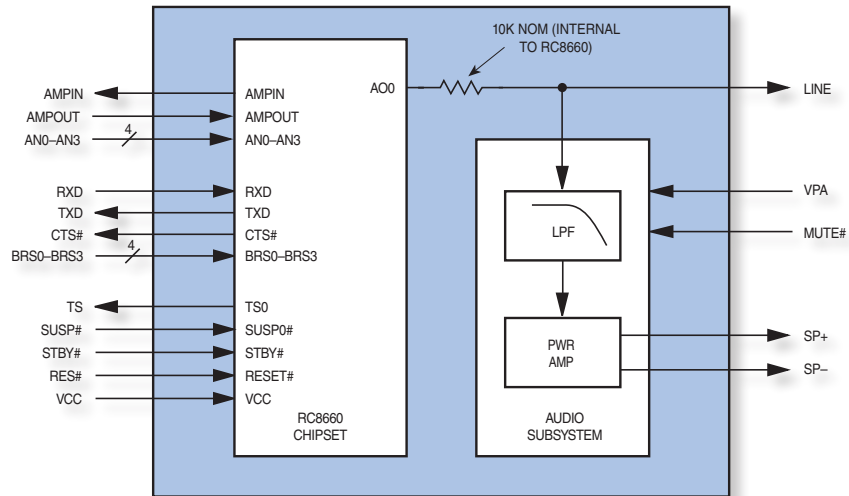 10K NOM (INTERNAL
TO RC8660)
AMPIN
AMPOUT
AN0–AN3
4
RXD
TXD
CTS#
BRS0–BRS3
4
TS
SUSP#
STBY#
RES#
VCC
AMPIN
AMPOUT
AN0–AN3
RXD
TXD
CTS#
BRS0–BRS3
TS0
SUSP0#
STBY#
RESET#
VCC
AO0
RC8660
CHIPSET
LPF
PWR
AMP
AUDIO
SUBSYSTEM
LINE
VPA
MUTE#
SP+
SP–